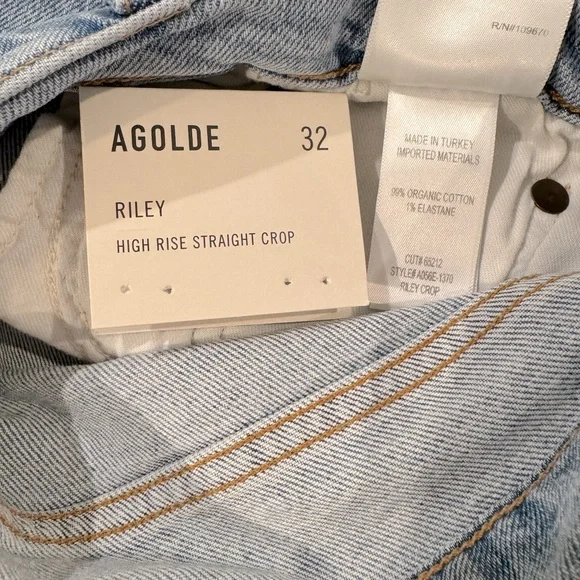 R/N#109670
AGOLDE 32
RILEY
HIGH RISE STRAIGHT CROP
MADE IN TURKEY
IMPORTED MATERIALS
99% ORGANIC COTTON
1% ELASTANE
CUT# 65212
STYLE# A056E-1370
RILEY CROP